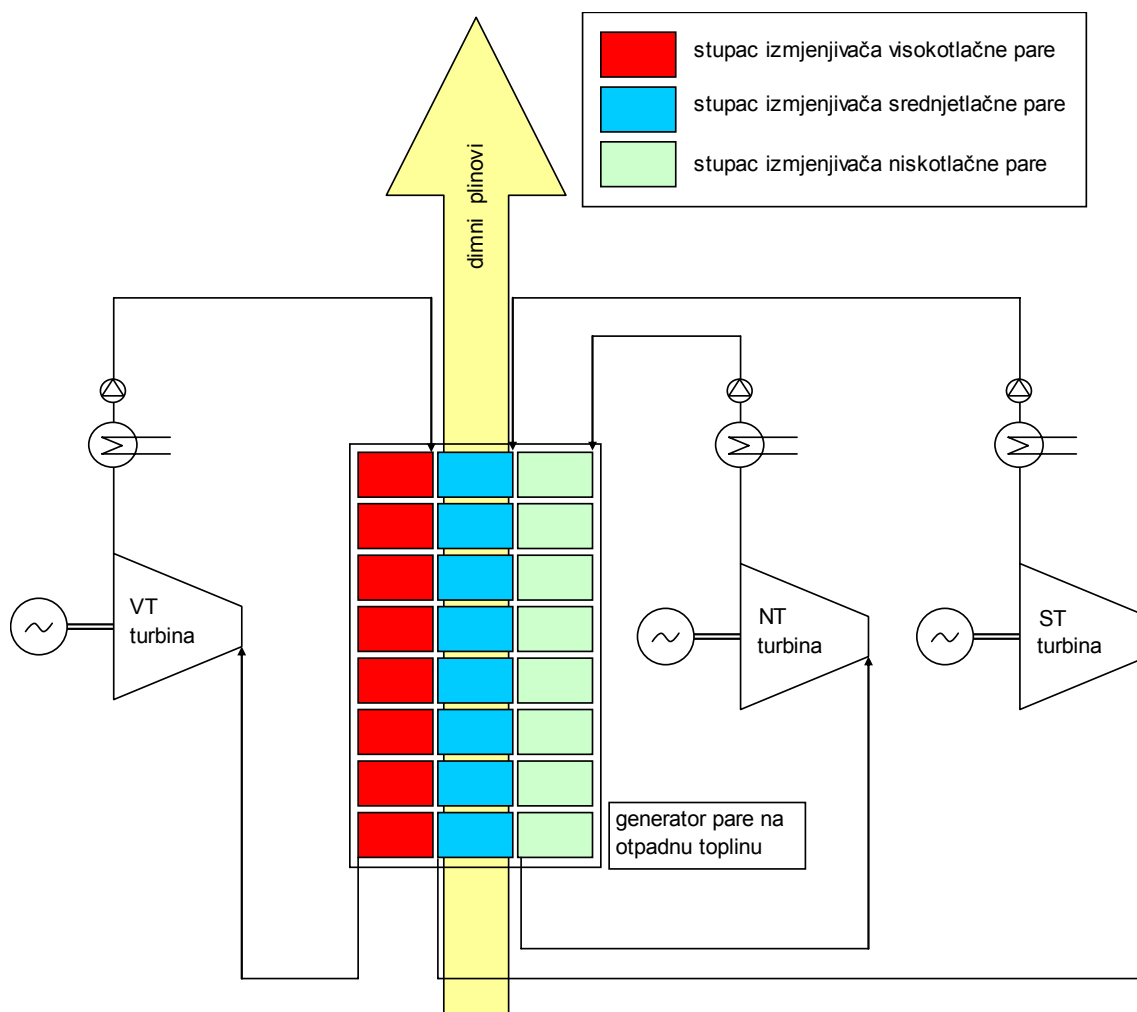 stupac izmjenjivača visokotlačne pare
stupac izmjenjivača srednjetlačne pare
stupac izmjenjivača niskotlačne pare
dimni plinovi
VT
turbina
NT
turbina
ST
turbina
generator pare na
otpadnu toplinu